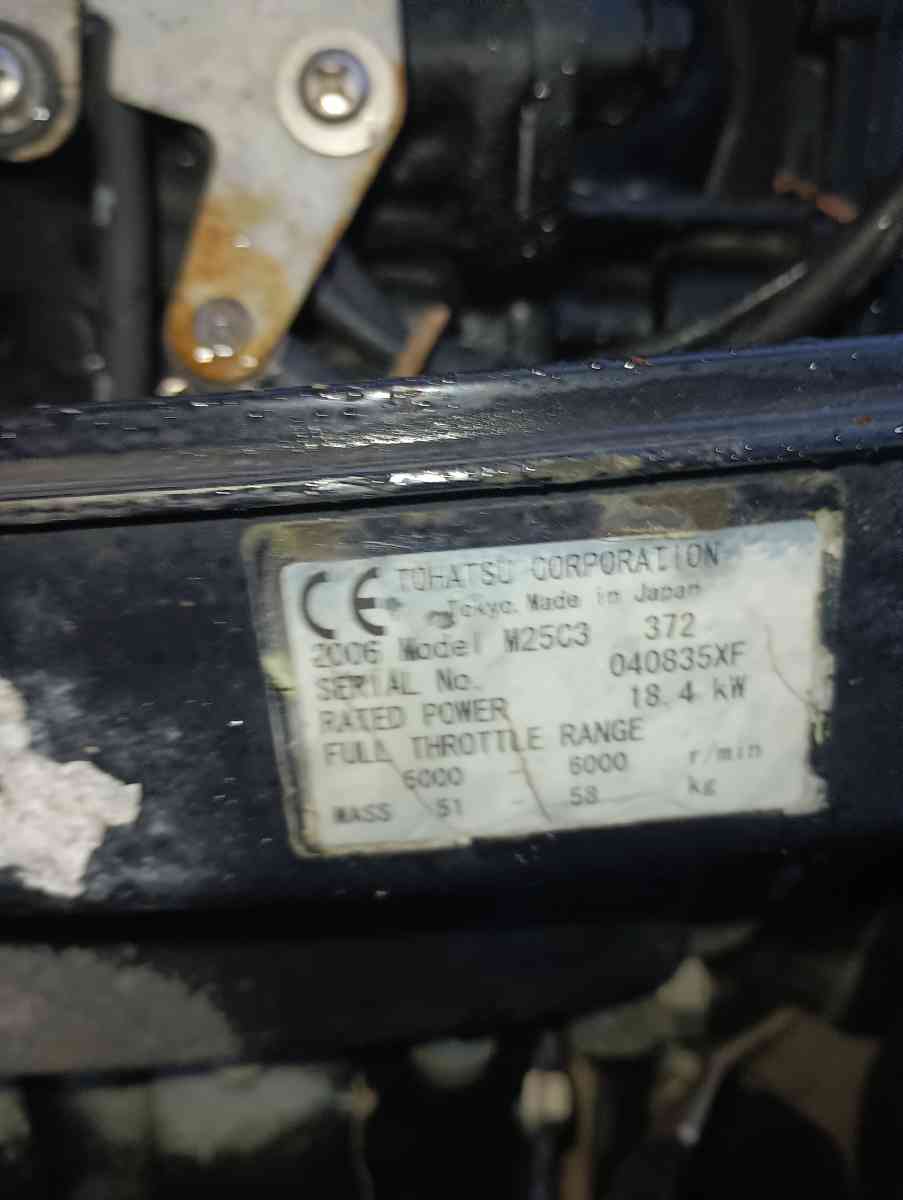 CE TOHATSU CORPORATION
Tokyo. Made in Japan
2006 Model M25C3 372
SERIAL No. 040835XF
RATED POWER 18.4 kW
FULL THROTTLE RANGE
5000 - 6000 r/min
MASS 51 - 58 kg